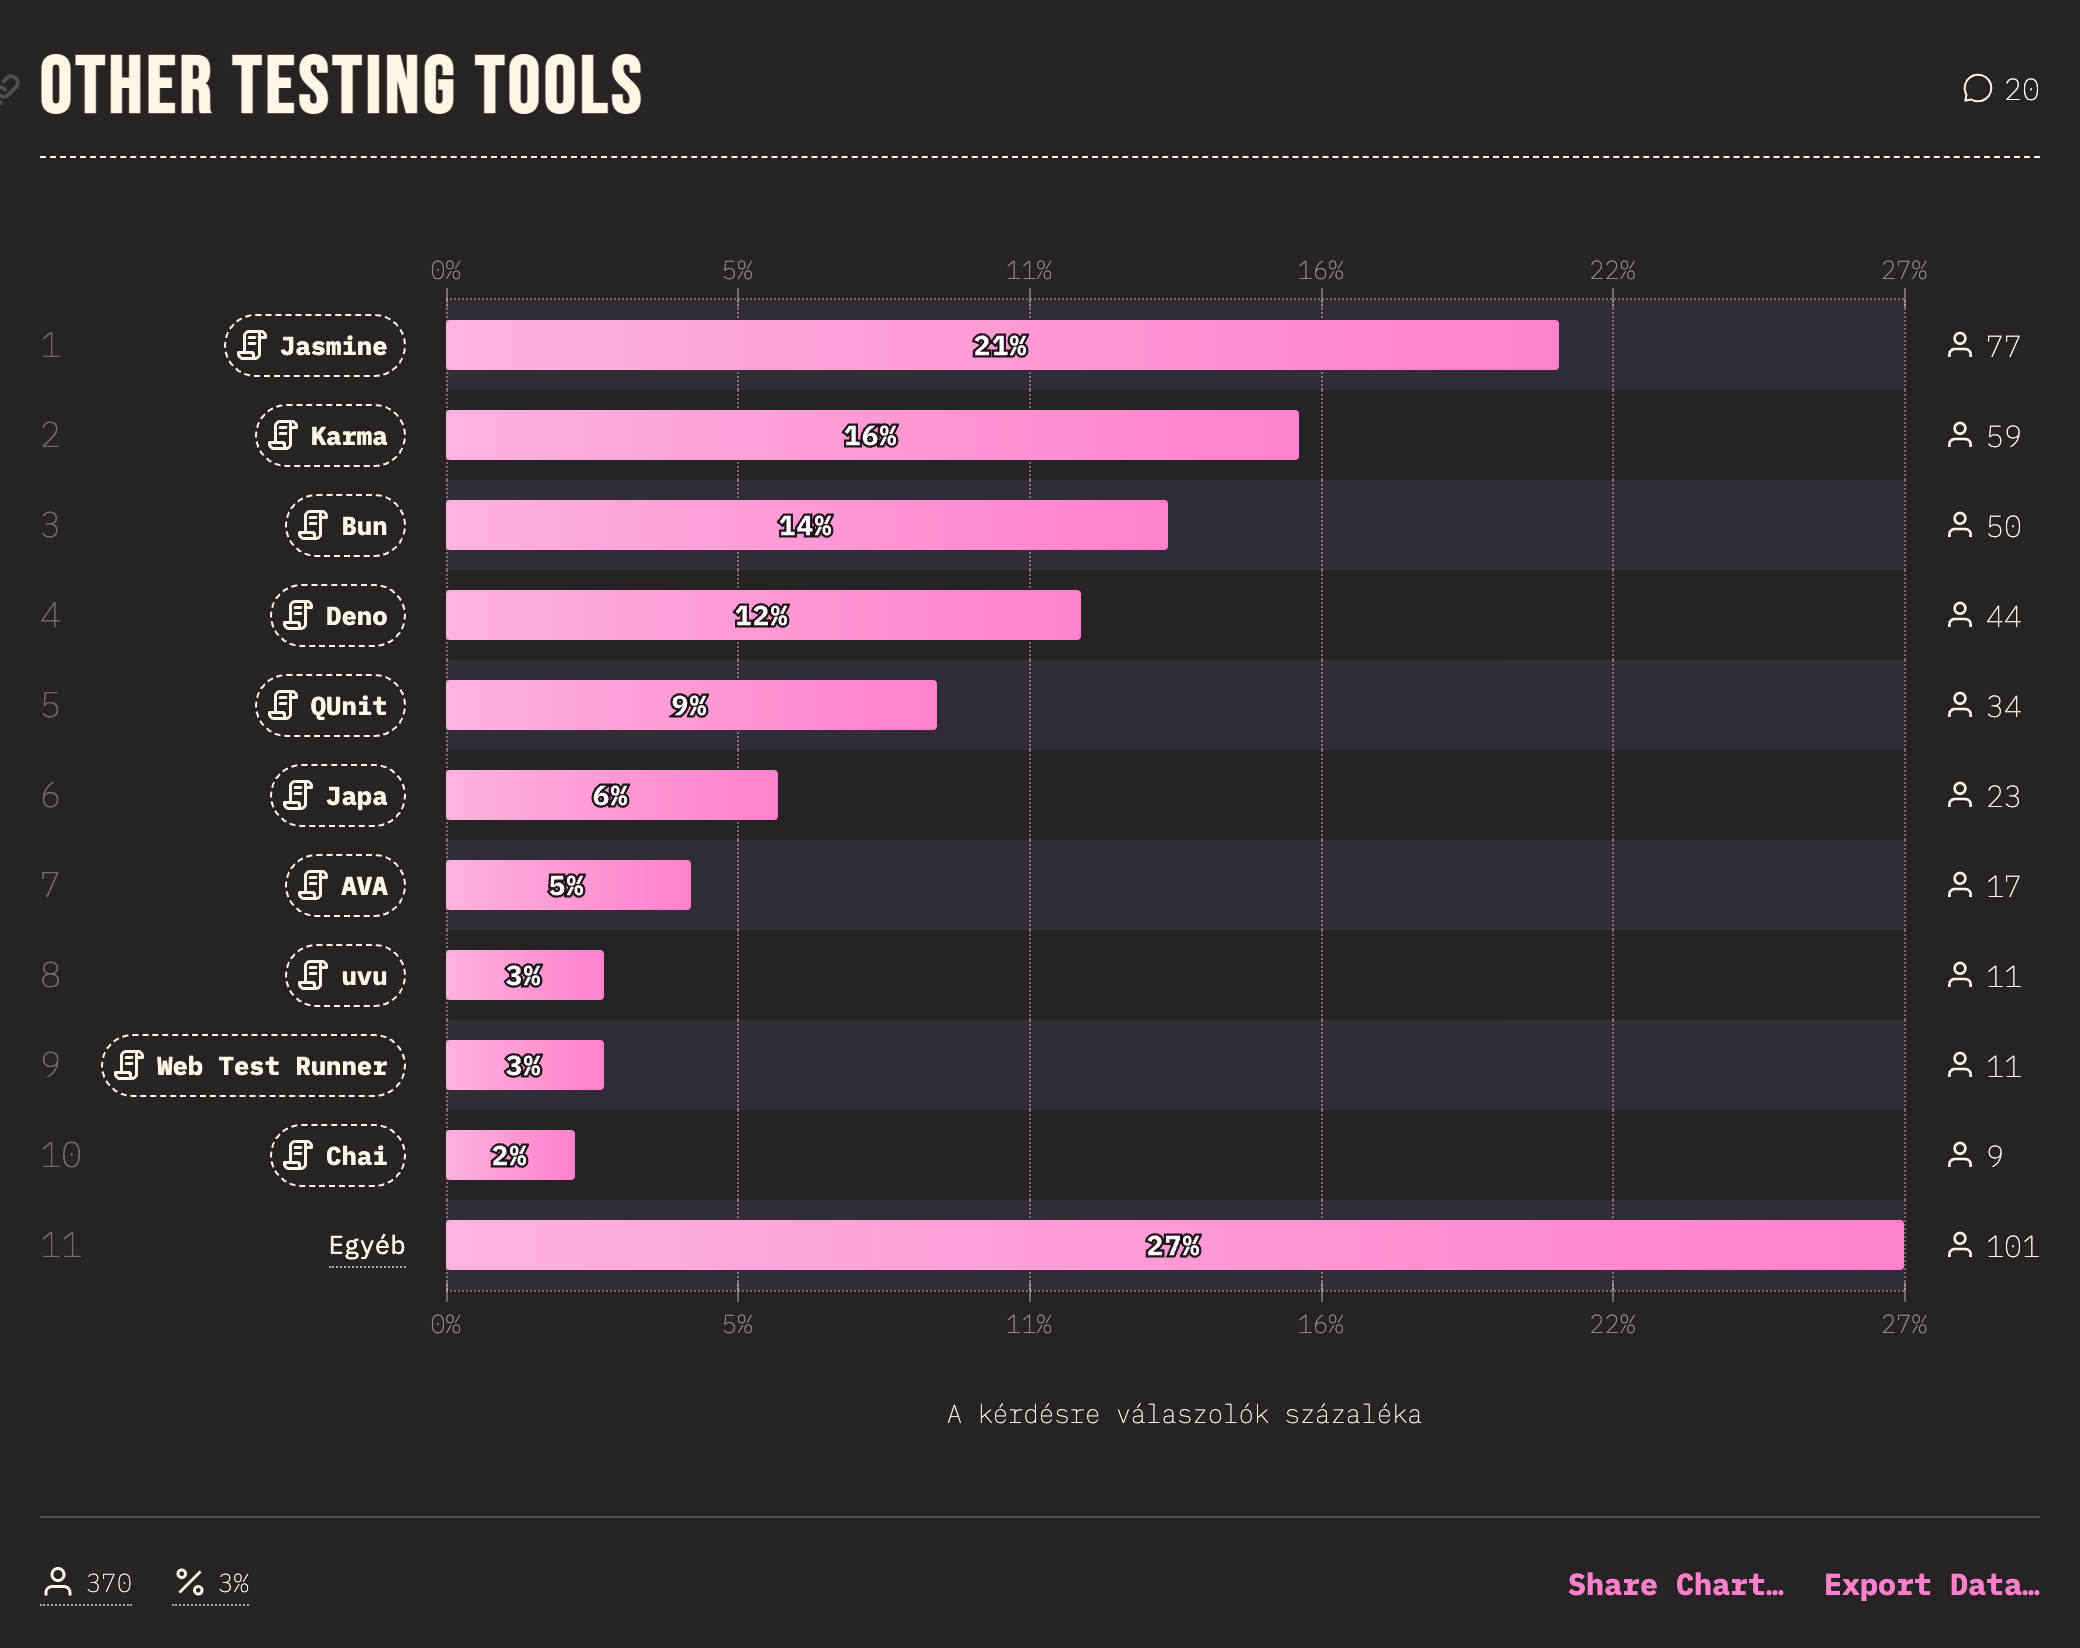 OTHER TESTING TOOLS
20
0% 5% 11% 16% 22% 27%
1 Jasmine 21% 77
2 Karma 16% 59
3 Bun 14% 50
4 Deno 12% 44
5 QUnit 9% 34
6 Japa 6% 23
7 AVA 5% 17
8 uvu 3% 11
9 Web Test Runner 3% 11
10 Chai 2% 9
11 Egyéb 27% 101
0% 5% 11% 16% 22% 27%
A kérdésre válaszolók százaléka
370 3% Share Chart… Export Data…